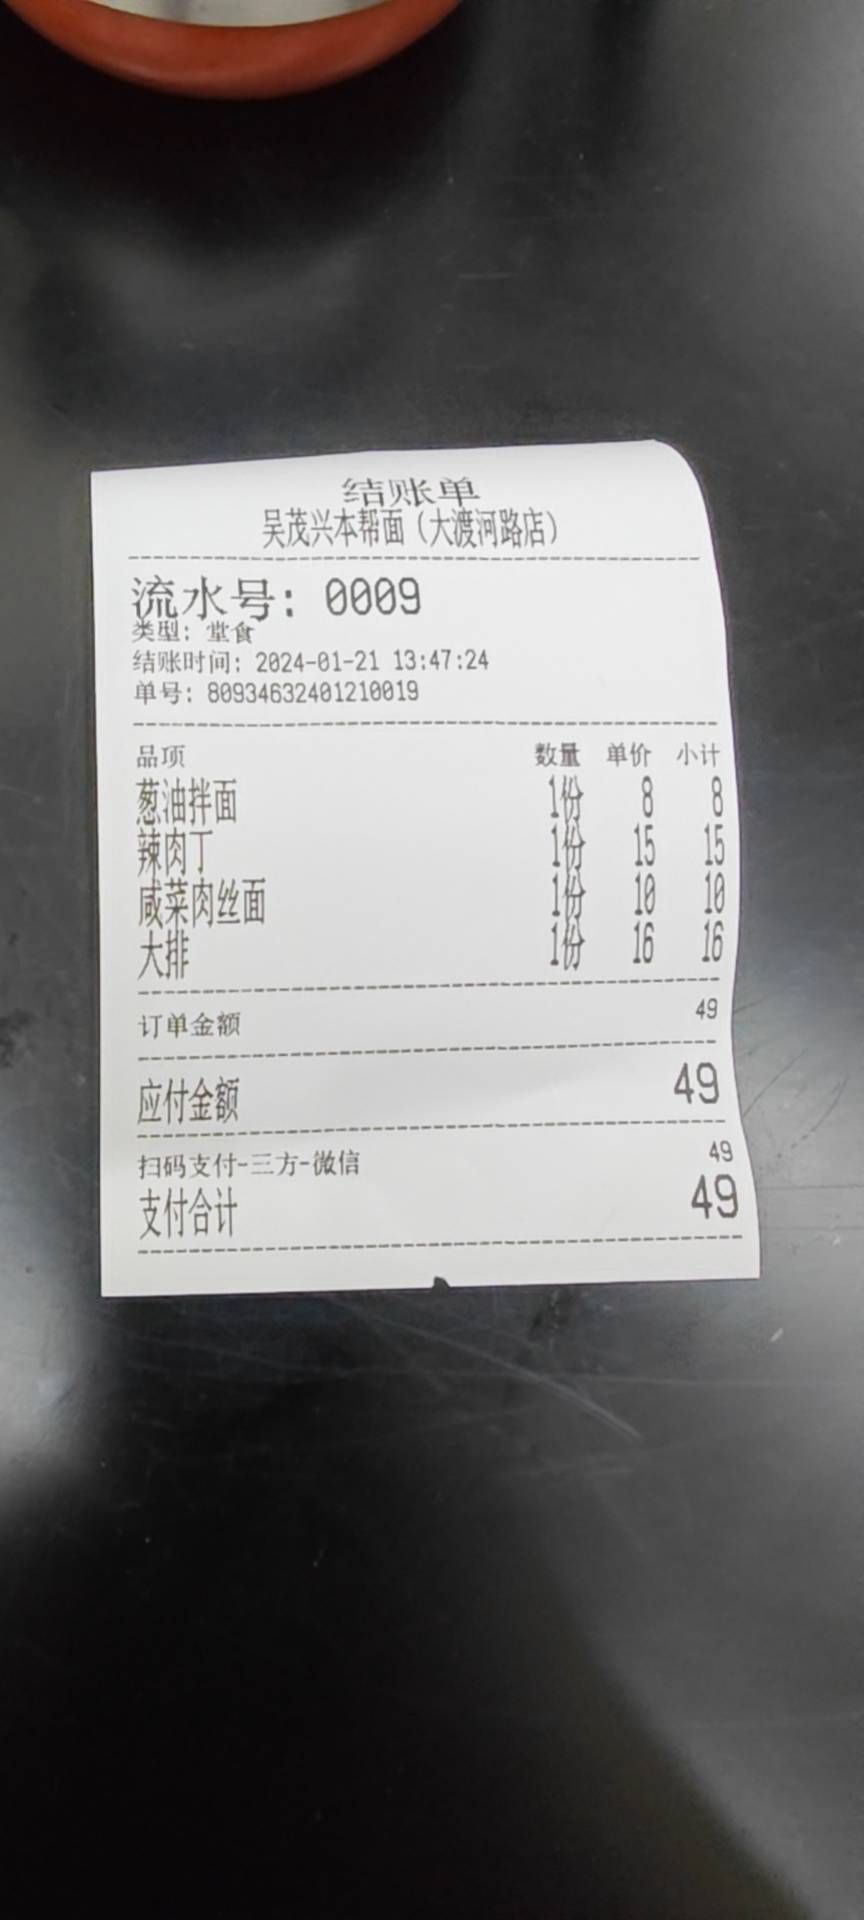 结账单
吴茂兴本帮面（大渡河路店）
流水号: 0009
类型: 堂食
结账时间: 2024-01-21 13:47:24
单号: 80934632401210019
品项 数量 单价 小计
葱油拌面 1份 8 8
辣肉丁 1份 15 15
咸菜肉丝面 1份 10 10
大排 1份 16 16
订单金额 49
应付金额 49
扫码支付-三方-微信 49
支付合计 49